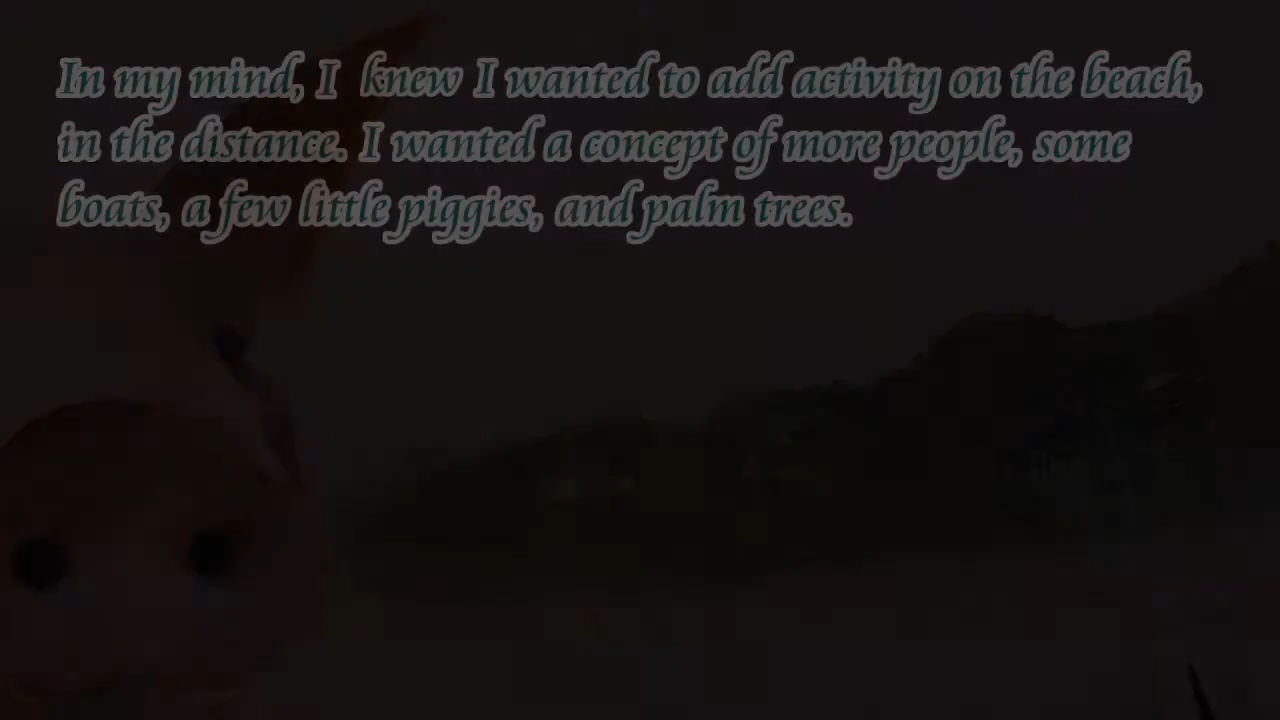 In my mind, I knew I wanted to add activity on the beach,
in the distance. I wanted a concept of more people, some
boats, a few little piggies, and palm trees.